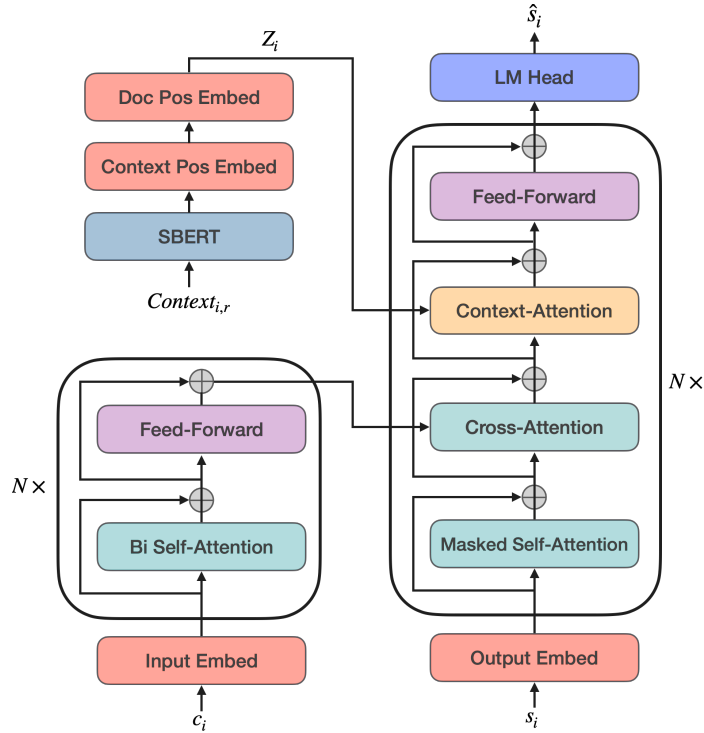 Z_i
Doc Pos Embed
Context Pos Embed
SBERT
Context_{i,r}
Feed-Forward
N ×
Bi Self-Attention
Input Embed
c_i
ŝ_i
LM Head
Feed-Forward
Context-Attention
N ×
Cross-Attention
Masked Self-Attention
Output Embed
s_i